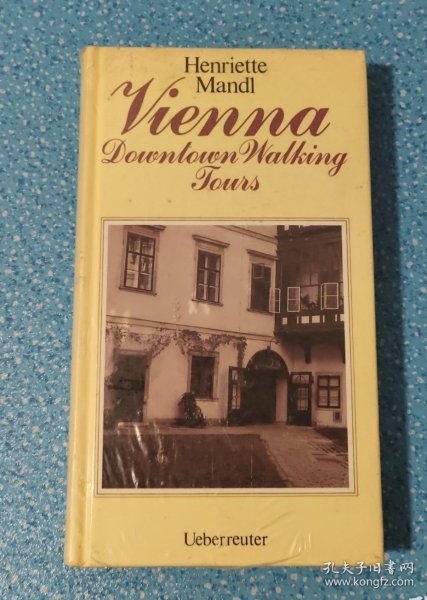 Henriette
Mandl
Vienna
Downtown Walking
Tours
Ueberreuter
孔夫子旧书网
www.kongfz.com